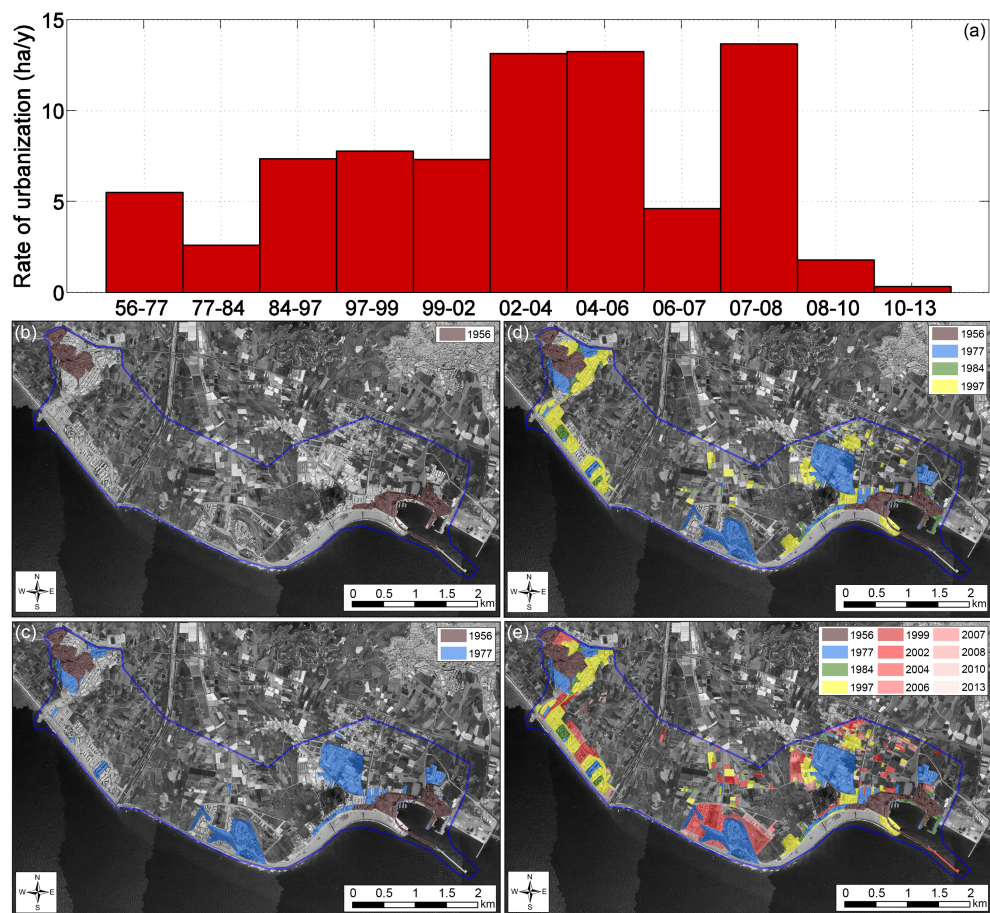 (a)
Rate of urbanization (ha/y)
15
10
5
0
56-77 77-84 84-97 97-99 99-02 02-04 04-06 06-07 07-08 08-10 10-13
(b)
1956
N
W E
S
0 0.5 1 1.5 2
km
(d)
1956
1977
1984
1997
N
W E
S
0 0.5 1 1.5 2
km
(c)
1956
1977
N
W E
S
0 0.5 1 1.5 2
km
(e)
1956 1999 2007
1977 2002 2008
1984 2004 2010
1997 2006 2013
N
W E
S
0 0.5 1 1.5 2
km